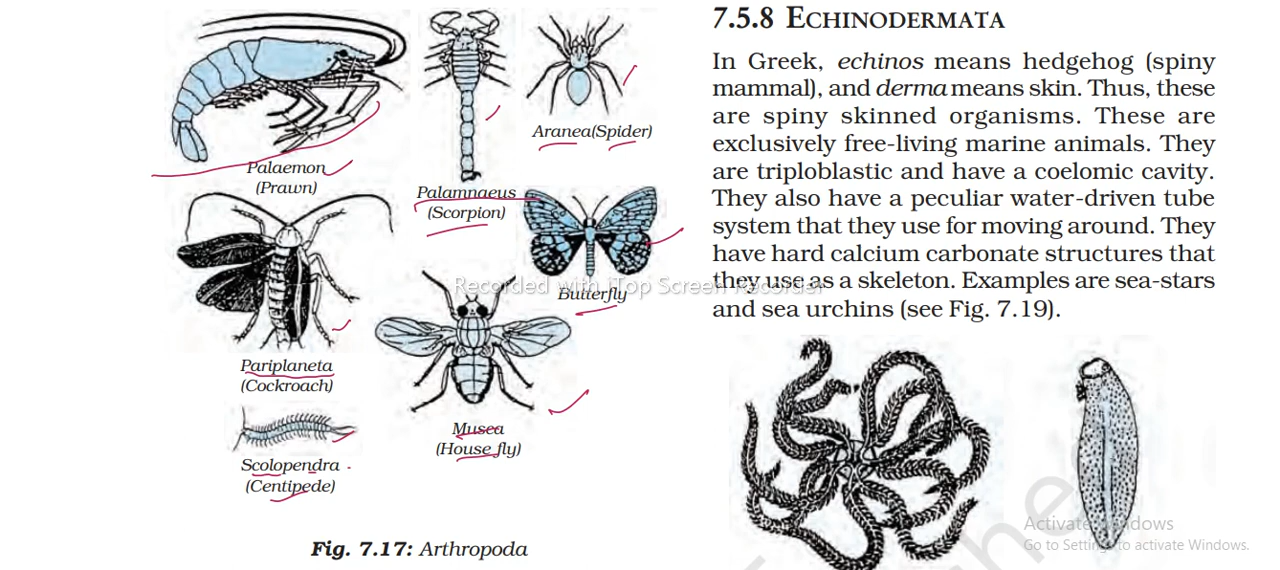 Palaemon
(Prawn)
Palamnaeus
(Scorpion)
Aranea(Spider)
Pariplaneta
(Cockroach)
Butterfly
Musca
(House fly)
Scolopendra
(Centipede)
Fig. 7.17: Arthropoda
7.5.8 ECHINODERMATA
In Greek, echinos means hedgehog (spiny
mammal), and derma means skin. Thus, these
are spiny skinned organisms. These are
exclusively free-living marine animals. They
are triploblastic and have a coelomic cavity.
They also have a peculiar water-driven tube
system that they use for moving around. They
have hard calcium carbonate structures that
they use as a skeleton. Examples are sea-stars
and sea urchins (see Fig. 7.19).
Recorded with iTop Screen Recorder
Activate Windows
Go to Settings to activate Windows.